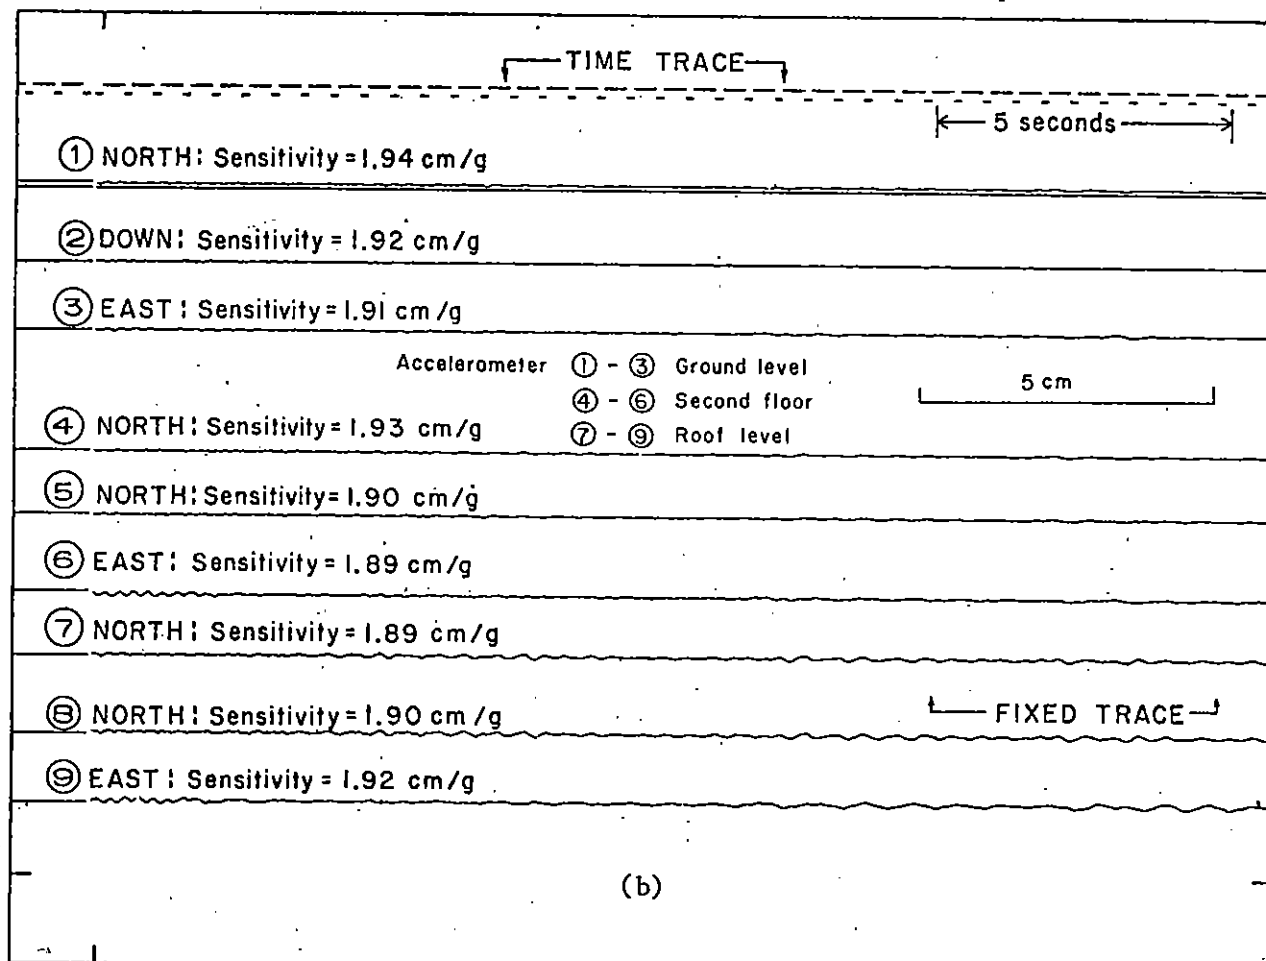 TIME TRACE
5 seconds
① NORTH: Sensitivity = 1.94 cm/g
② DOWN: Sensitivity = 1.92 cm/g
③ EAST: Sensitivity = 1.91 cm/g
Accelerometer ① - ③ Ground level
5 cm
④ - ⑥ Second floor
④ NORTH: Sensitivity = 1.93 cm/g
⑦ - ⑨ Roof level
⑤ NORTH: Sensitivity = 1.90 cm/g
⑥ EAST: Sensitivity = 1.89 cm/g
⑦ NORTH: Sensitivity = 1.89 cm/g
⑧ NORTH: Sensitivity = 1.90 cm/g
FIXED TRACE
⑨ EAST: Sensitivity = 1.92 cm/g
(b)